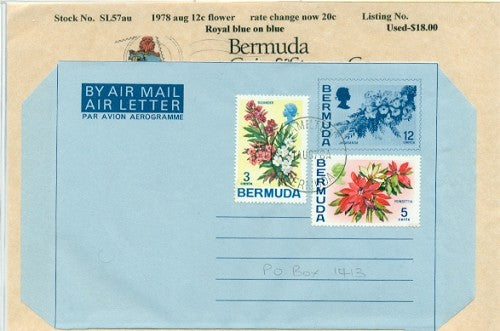 Stock No. SL57au 1978 aug 12c flower rate change now 20c Listing No.
Royal blue on blue Used-$18.00
Bermuda
BY AIR MAIL
AIR LETTER
PAR AVION AEROGRAMME
OLEANDER
3
CENTS
BERMUDA
BERMUDA
JACARANDA
12
CENTS
BERMUDA
POINSETTIA
5
CENTS
PO Box 1413